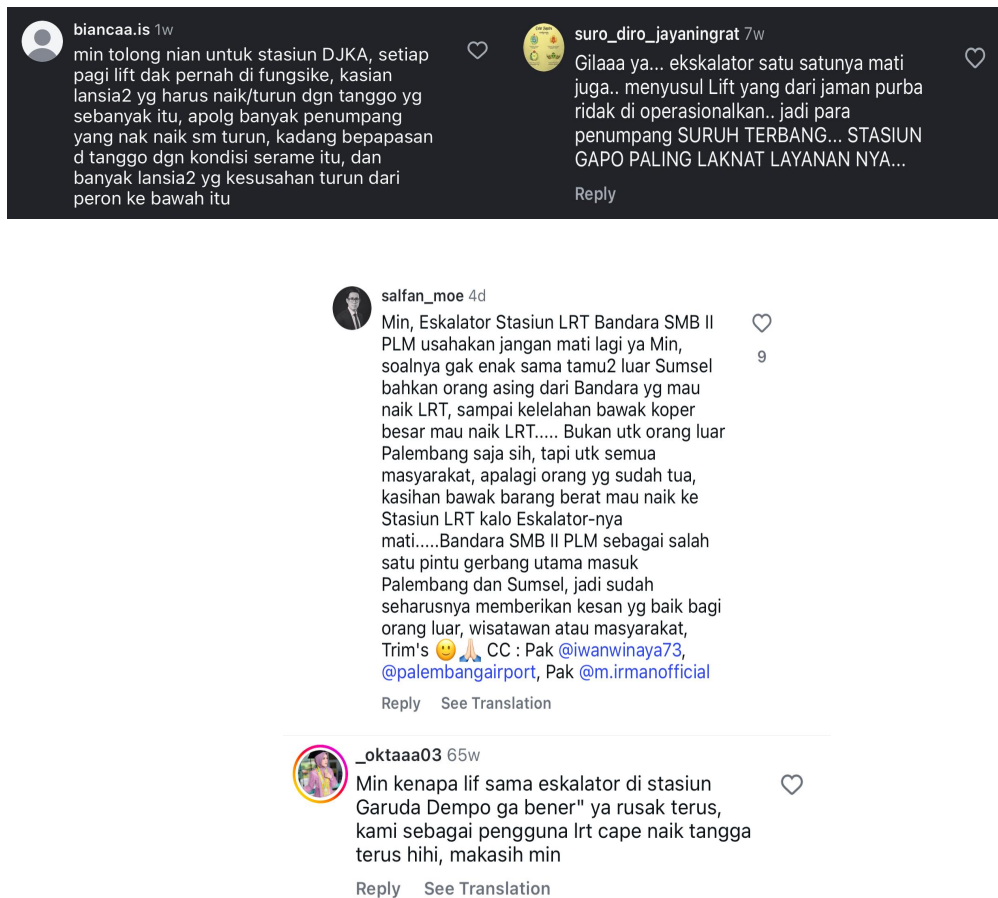 biancaa.is 1w
min tolong nian untuk stasiun DJKA, setiap
pagi lift dak pernah di fungsike, kasian
lansia2 yg harus naik/turun dgn tanggo yg
sebanyak itu, apolg banyak penumpang
yang nak naik sm turun, kadang bepapasan
d tanggo dgn kondisi serame itu, dan
banyak lansia2 yg kesusahan turun dari
peron ke bawah itu
suro_diro_jayaningrat 7w
Gilaaa ya... ekskalator satu satunya mati
juga.. menyusul Lift yang dari jaman purba
ridak di operasionalkan.. jadi para
penumpang SURUH TERBANG... STASIUN
GAPO PALING LAKNAT LAYANAN NYA...
Reply
salfan_moe 4d
Min, Eskalator Stasiun LRT Bandara SMB II
PLM usahakan jangan mati lagi ya Min,
soalnya gak enak sama tamu2 luar Sumsel
bahkan orang asing dari Bandara yg mau
naik LRT, sampai kelelahan bawak koper
besar mau naik LRT..... Bukan utk orang luar
Palembang saja sih, tapi utk semua
masyarakat, apalagi orang yg sudah tua,
kasihan bawak barang berat mau naik ke
Stasiun LRT kalo Eskalator-nya
mati.....Bandara SMB II PLM sebagai salah
satu pintu gerbang utama masuk
Palembang dan Sumsel, jadi sudah
seharusnya memberikan kesan yg baik bagi
orang luar, wisatawan atau masyarakat,
Trim's 🙂🙏🏻 CC : Pak @iwanwinaya73,
@palembangairport, Pak @m.irmanofficial
9
Reply See Translation
_oktaaa03 65w
Min kenapa lif sama eskalator di stasiun
Garuda Dempo ga bener" ya rusak terus,
kami sebagai pengguna lrt cape naik tangga
terus hihi, makasih min
Reply See Translation